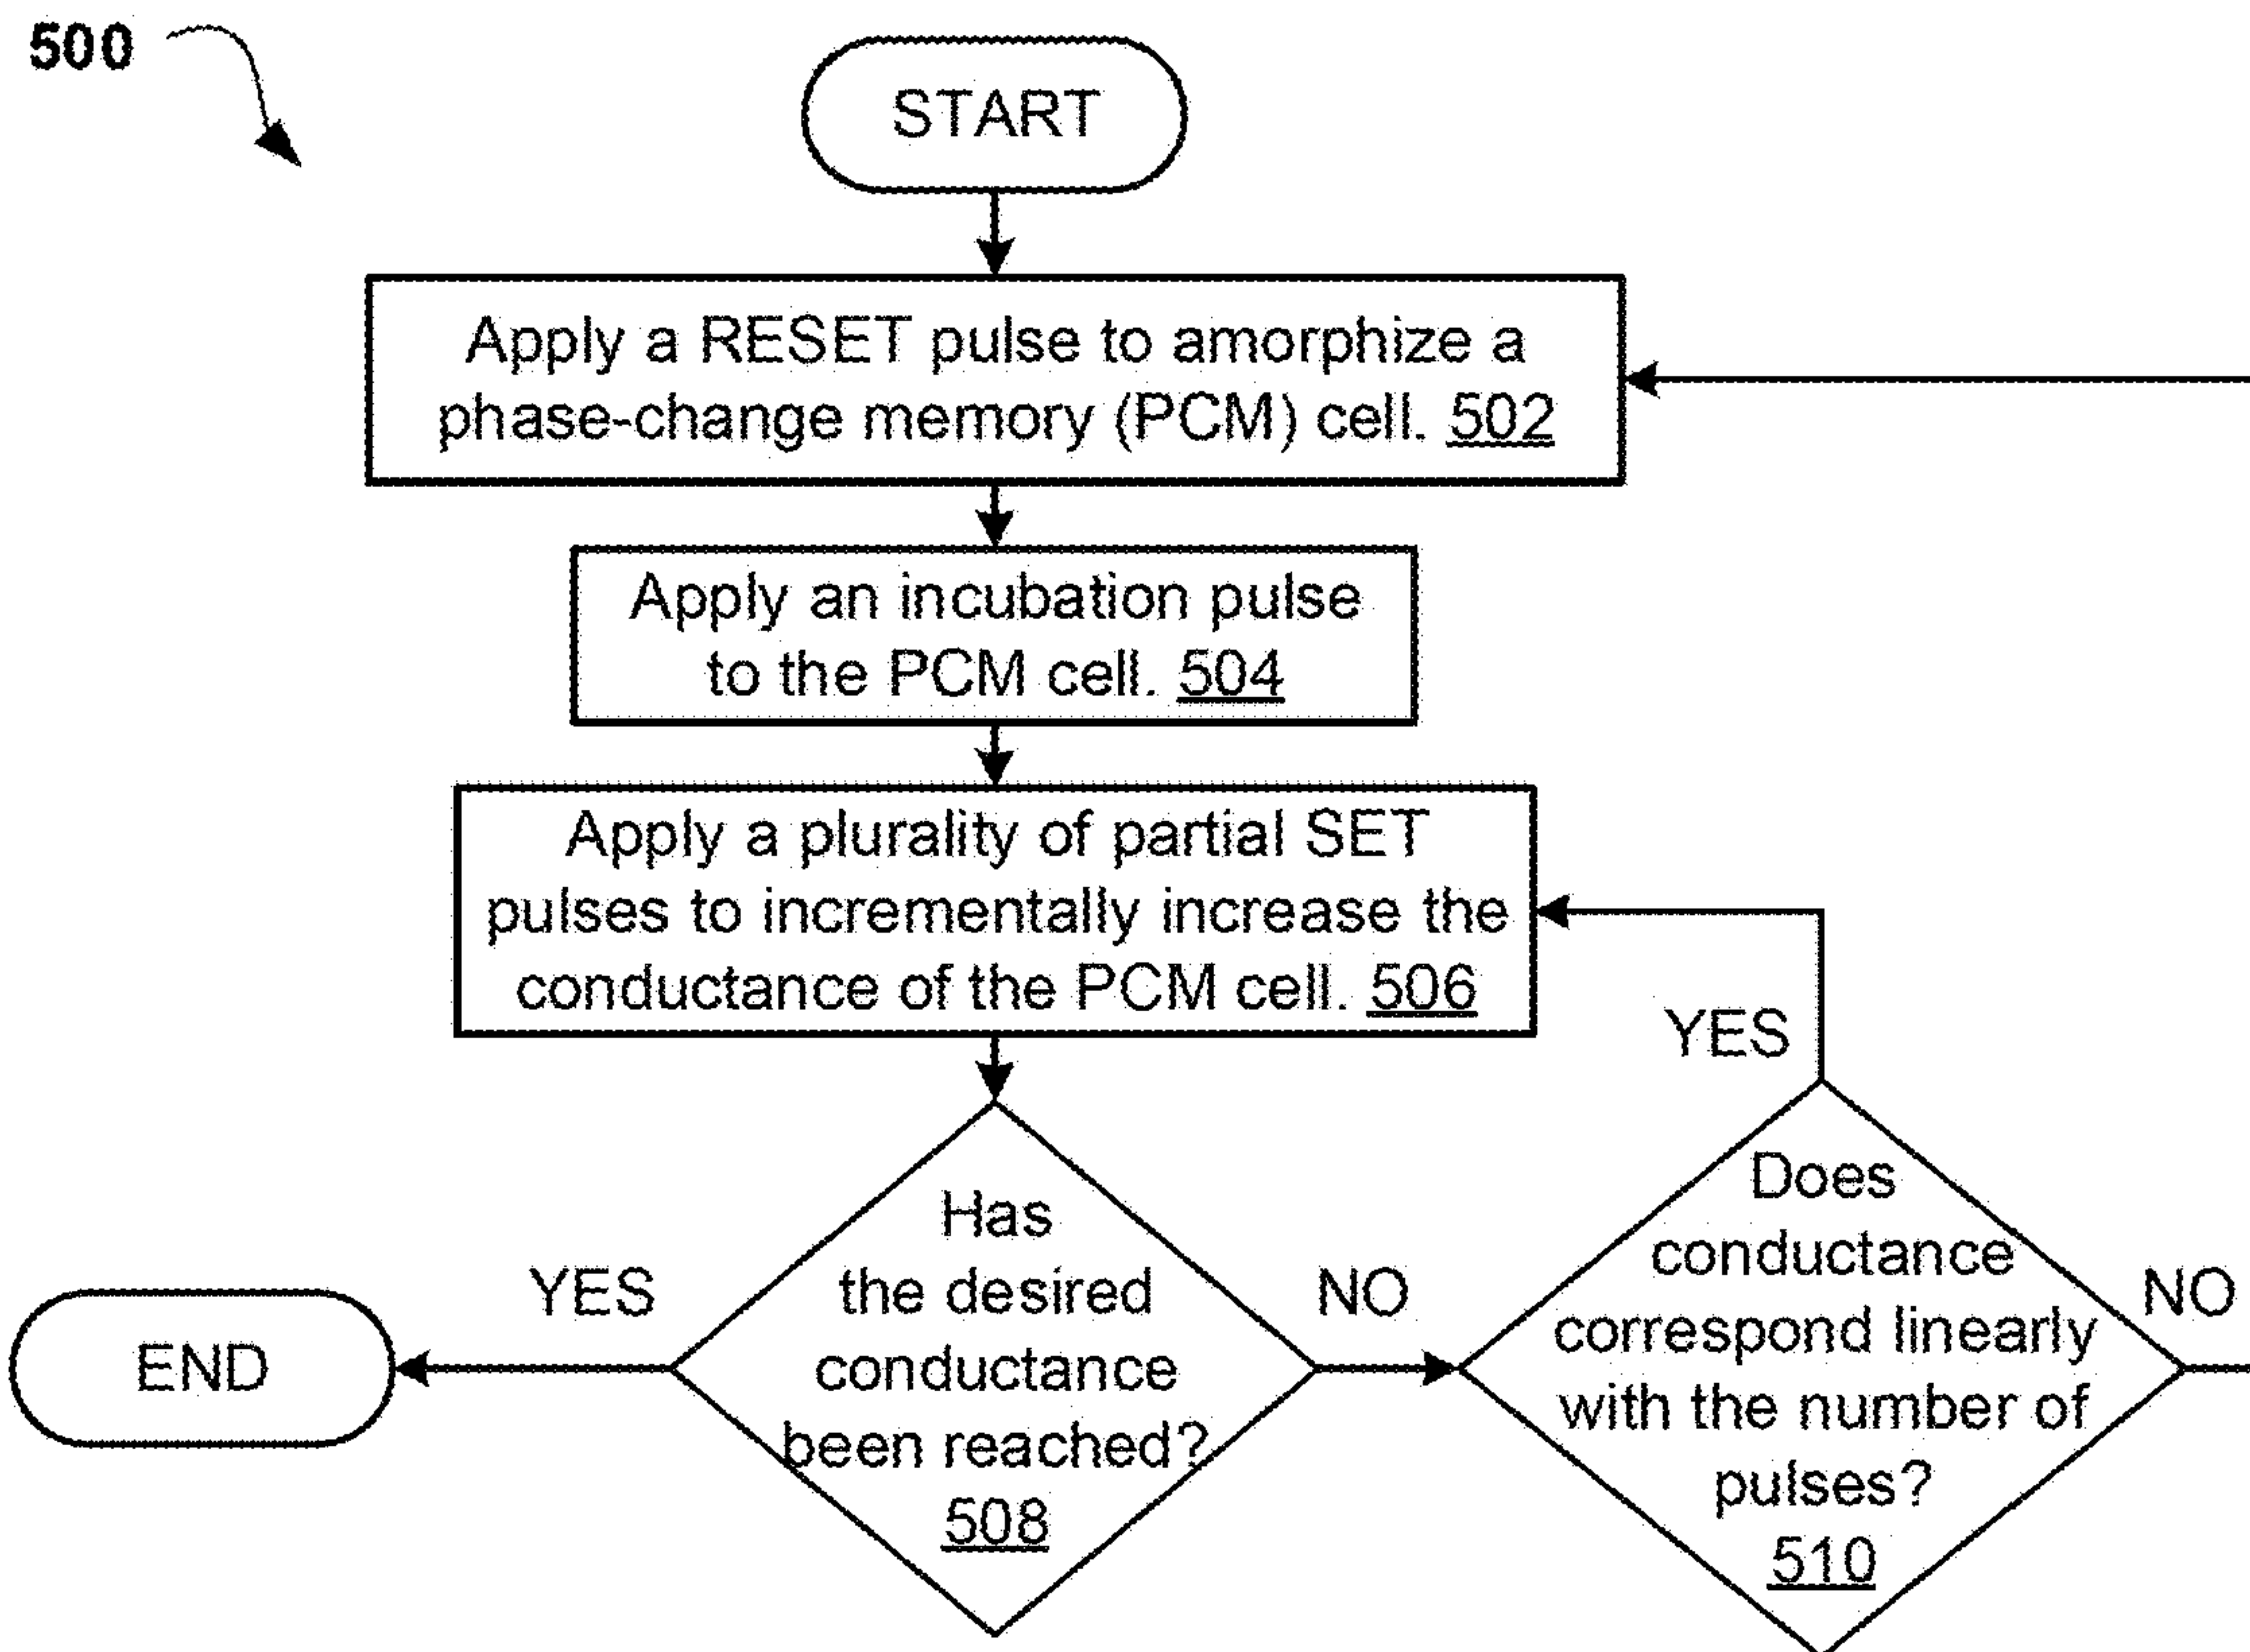 500
START
Apply a RESET pulse to amorphize a
phase-change memory (PCM) cell. 502
Apply an incubation pulse
to the PCM cell. 504
Apply a plurality of partial SET
pulses to incrementally increase the
conductance of the PCM cell. 506
YES
Has
the desired
conductance
been reached?
508
YES
END
NO
Does
conductance
correspond linearly
with the number of
pulses?
510
NO